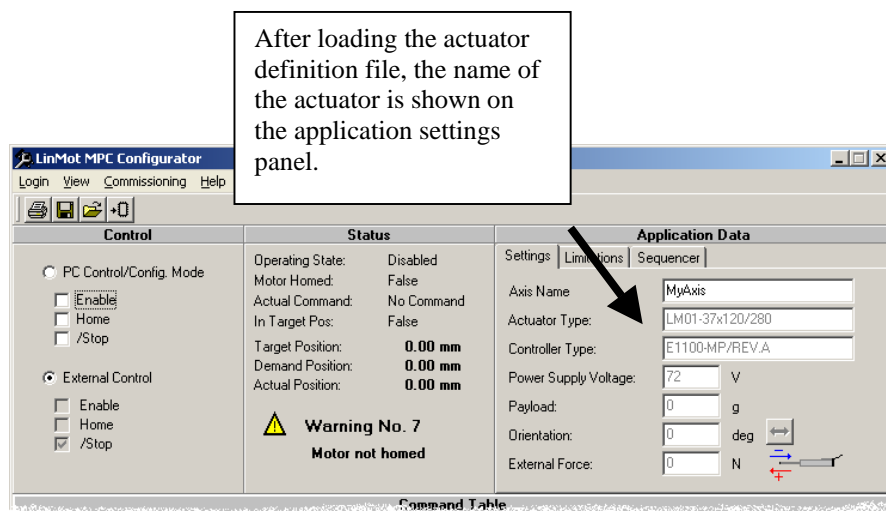 After loading the actuator
definition file, the name of
the actuator is shown on
the application settings
panel.
LinMot MPC Configurator
Login View Commissioning Help
Control
Status
Application Data
PC Control/Config. Mode
Enable
Home
/Stop
External Control
Enable
Home
/Stop
Operating State: Disabled
Motor Homed: False
Actual Command: No Command
In Target Pos: False
Target Position: 0.00 mm
Demand Position: 0.00 mm
Actual Position: 0.00 mm
Warning No. 7
Motor not homed
Settings Limitations Sequencer
Axis Name MyAxis
Actuator Type: LM01-37x120/280
Controller Type: E1100-MP/REV.A
Power Supply Voltage: 72 V
Payload: 0 g
Orientation: 0 deg
External Force: 0 N
Command Table